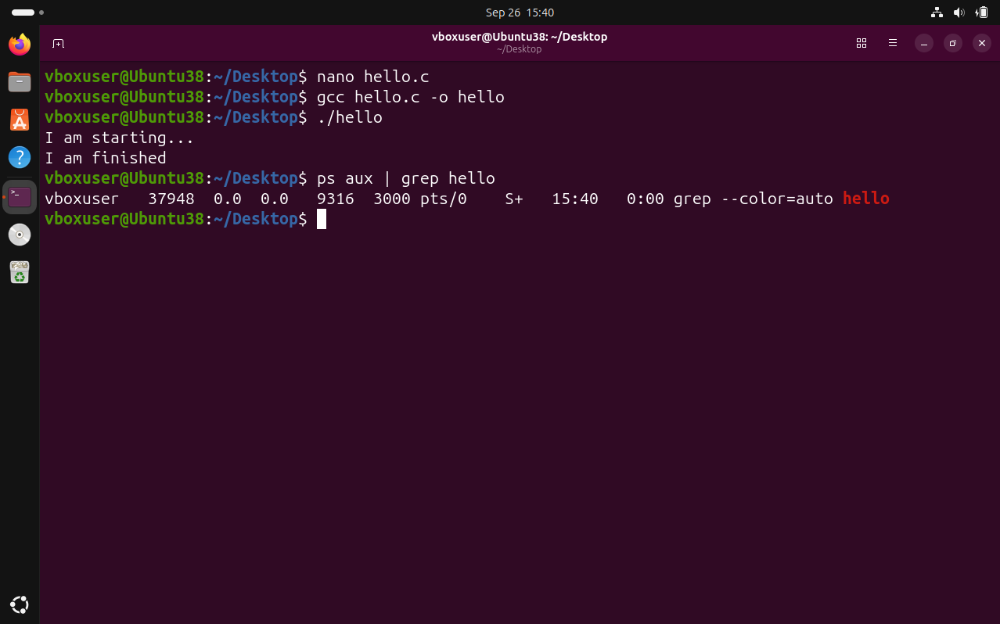 Sep 26 15:40
vboxuser@Ubuntu38: ~/Desktop
~/Desktop
vboxuser@Ubuntu38:~/Desktop$ nano hello.c
vboxuser@Ubuntu38:~/Desktop$ gcc hello.c -o hello
vboxuser@Ubuntu38:~/Desktop$ ./hello
I am starting...
I am finished
vboxuser@Ubuntu38:~/Desktop$ ps aux | grep hello
vboxuser   37948  0.0  0.0   9316  3000 pts/0    S+   15:40   0:00 grep --color=auto hello
vboxuser@Ubuntu38:~/Desktop$